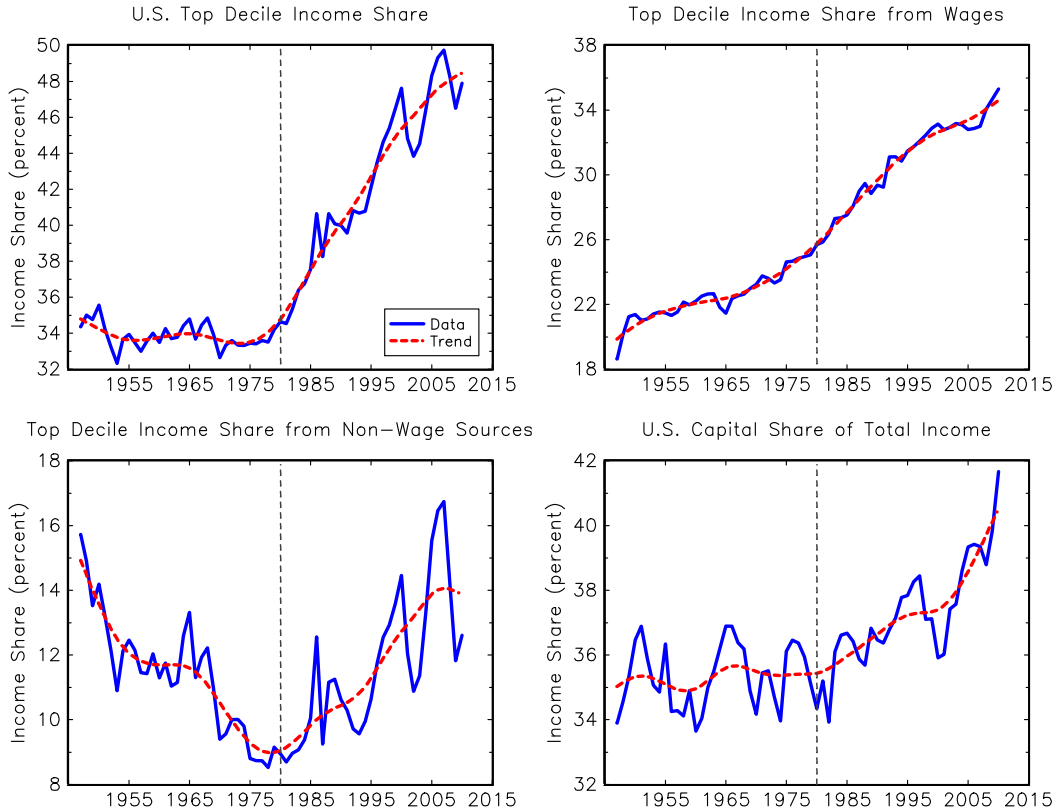 U.S. Top Decile Income Share
Income Share (percent)
50
48
46
44
42
40
38
36
34
32
1955 1965 1975 1985 1995 2005 2015
Data
Trend
Top Decile Income Share from Wages
Income Share (percent)
38
34
30
26
22
18
1955 1965 1975 1985 1995 2005 2015
Top Decile Income Share from Non-Wage Sources
Income Share (percent)
18
16
14
12
10
8
1955 1965 1975 1985 1995 2005 2015
U.S. Capital Share of Total Income
Income Share (percent)
42
40
38
36
34
32
1955 1965 1975 1985 1995 2005 2015